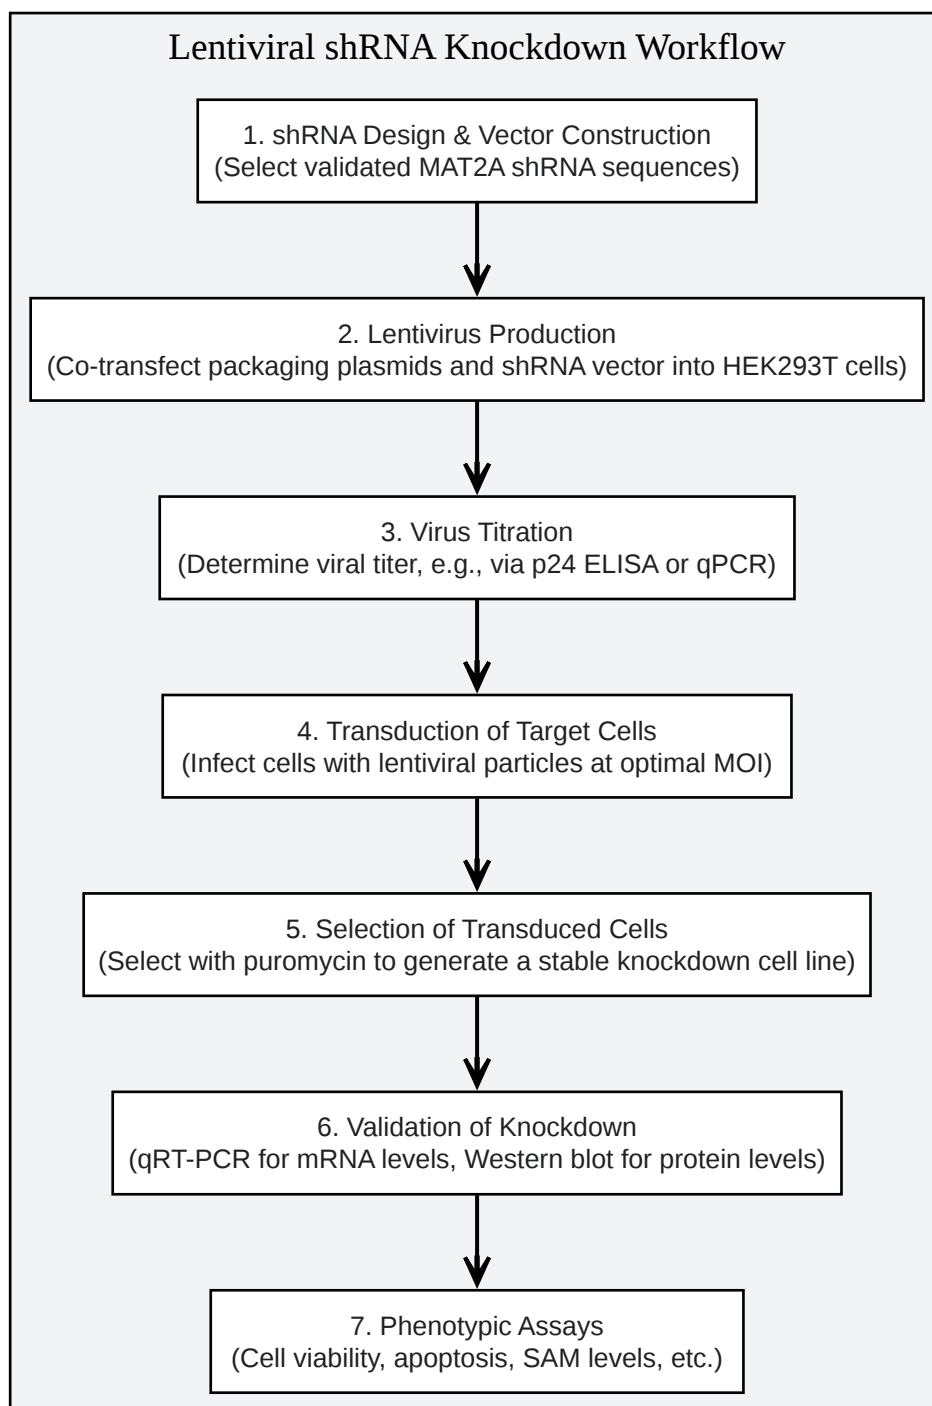 Lentiviral shRNA Knockdown Workflow
1. shRNA Design & Vector Construction
(Select validated MAT2A shRNA sequences)
2. Lentivirus Production
(Co-transfect packaging plasmids and shRNA vector into HEK293T cells)
3. Virus Titration
(Determine viral titer, e.g., via p24 ELISA or qPCR)
4. Transduction of Target Cells
(Infect cells with lentiviral particles at optimal MOI)
5. Selection of Transduced Cells
(Select with puromycin to generate a stable knockdown cell line)
6. Validation of Knockdown
(qRT-PCR for mRNA levels, Western blot for protein levels)
7. Phenotypic Assays
(Cell viability, apoptosis, SAM levels, etc.)